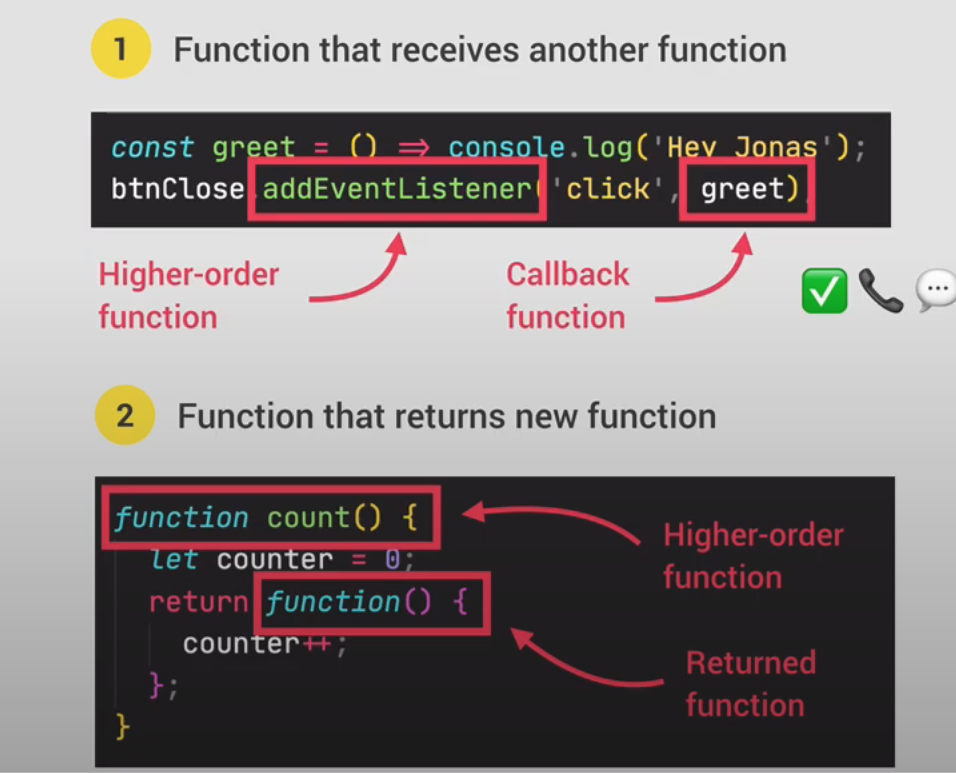 1 Function that receives another function
const greet = () => console.log('Hey Jonas');
btnClose.addEventListener('click', greet)
Higher-order
function
Callback
function
2 Function that returns new function
function count() {
let counter = 0;
return function() {
counter++;
};
}
Higher-order
function
Returned
function